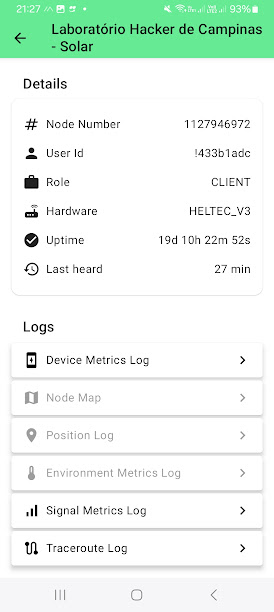 21:27
93%
Laboratório Hacker de Campinas
- Solar
Details
Node Number 1127946972
User Id !433b1adc
Role CLIENT
Hardware HELTEC_V3
Uptime 19d 10h 22m 52s
Last heard 27 min
Logs
Device Metrics Log
Node Map
Position Log
Environment Metrics Log
Signal Metrics Log
Traceroute Log